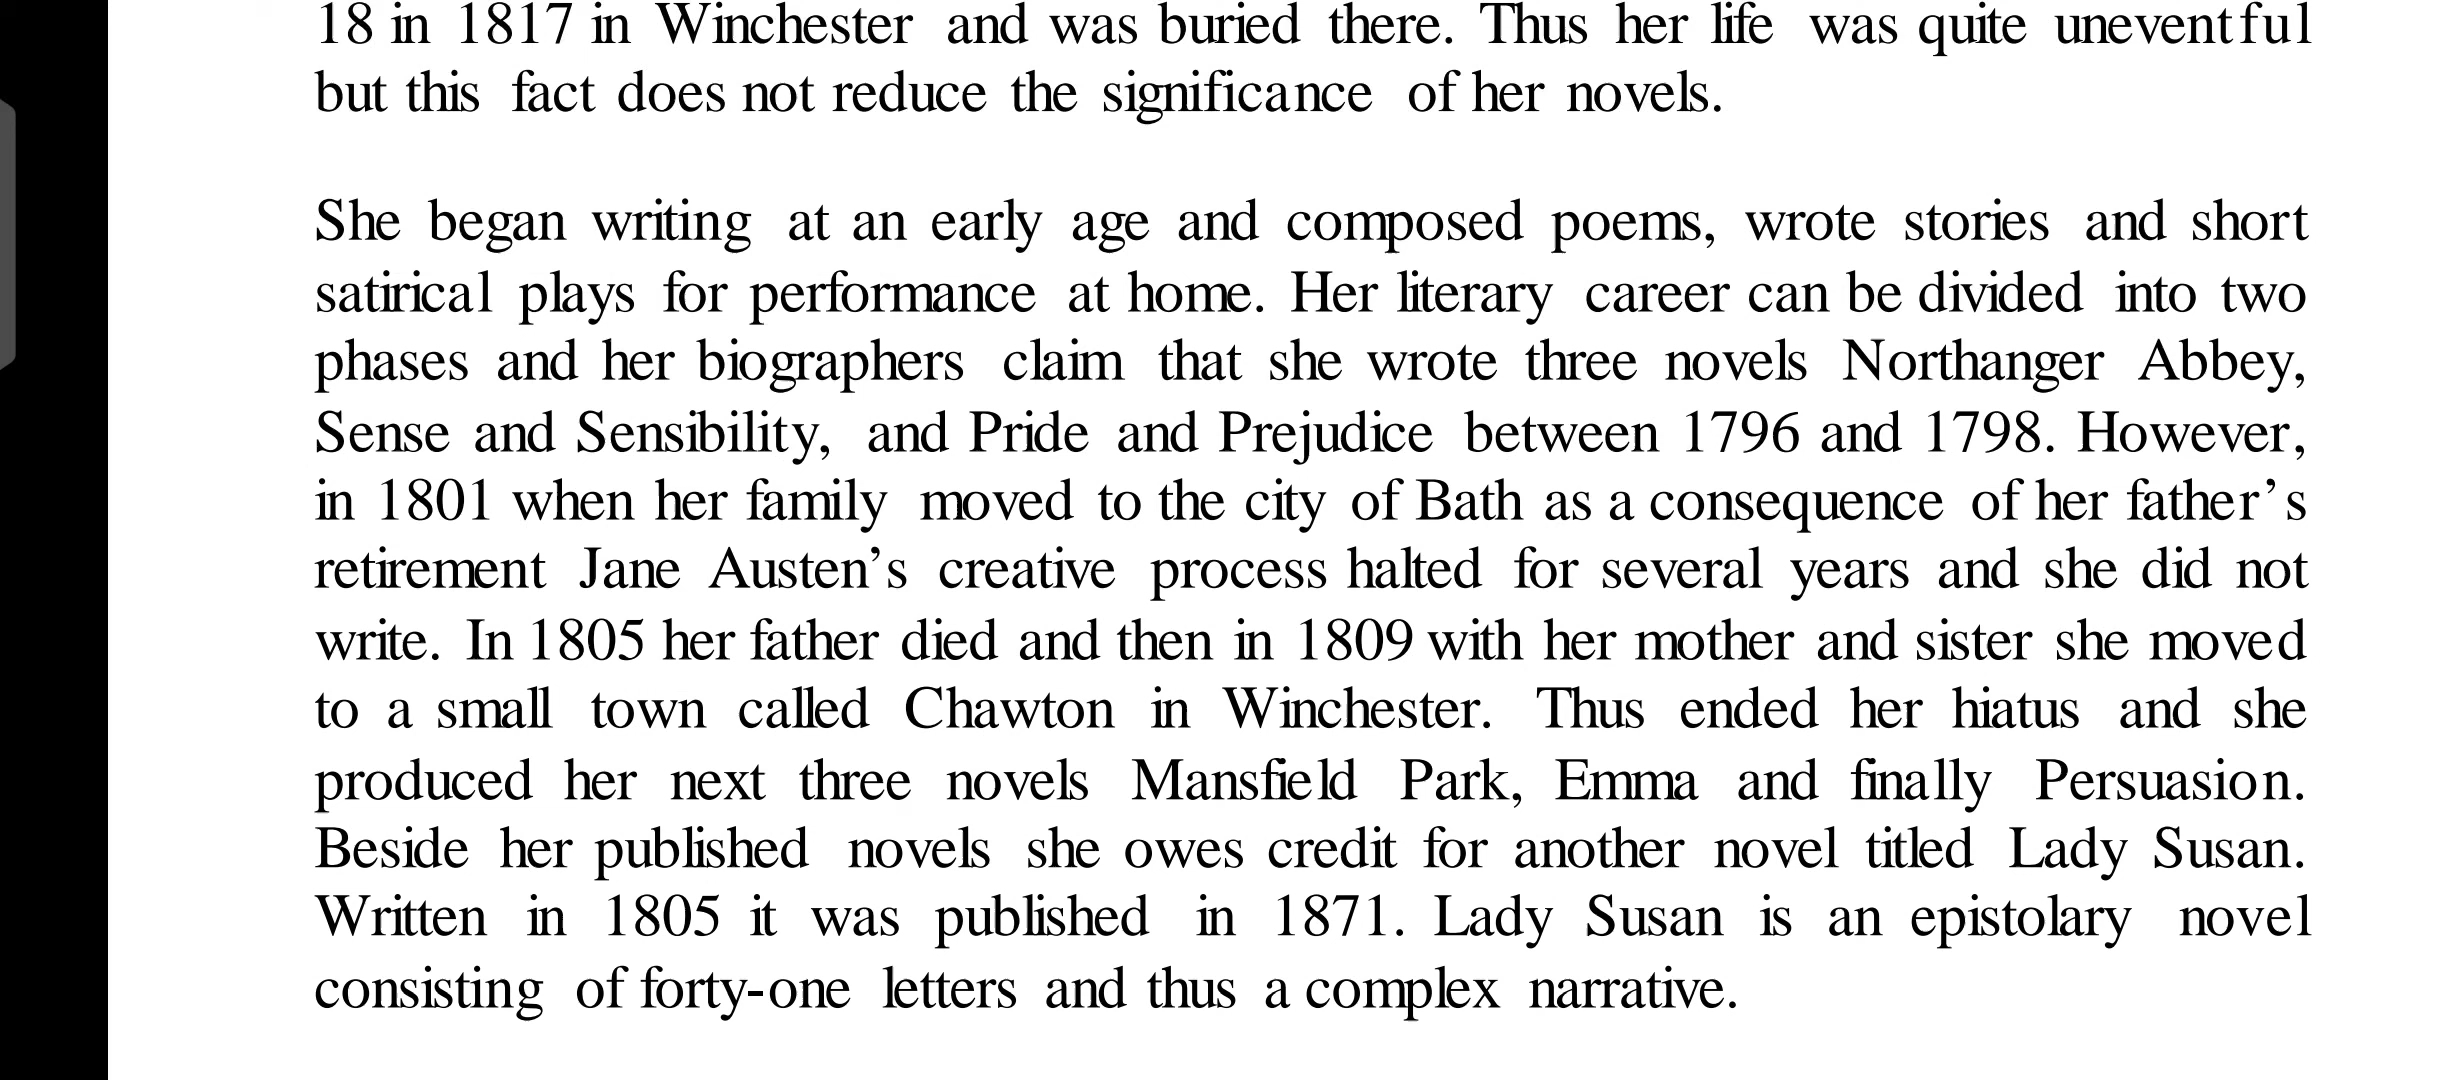 18 in 1817 in Winchester and was buried there. Thus her life was quite uneventful
but this fact does not reduce the significance of her novels.
She began writing at an early age and composed poems, wrote stories and short
satirical plays for performance at home. Her literary career can be divided into two
phases and her biographers claim that she wrote three novels Northanger Abbey,
Sense and Sensibility, and Pride and Prejudice between 1796 and 1798. However,
in 1801 when her family moved to the city of Bath as a consequence of her father’s
retirement Jane Austen’s creative process halted for several years and she did not
write. In 1805 her father died and then in 1809 with her mother and sister she moved
to a small town called Chawton in Winchester. Thus ended her hiatus and she
produced her next three novels Mansfield Park, Emma and finally Persuasion.
Beside her published novels she owes credit for another novel titled Lady Susan.
Written in 1805 it was published in 1871. Lady Susan is an epistolary novel
consisting of forty-one letters and thus a complex narrative.